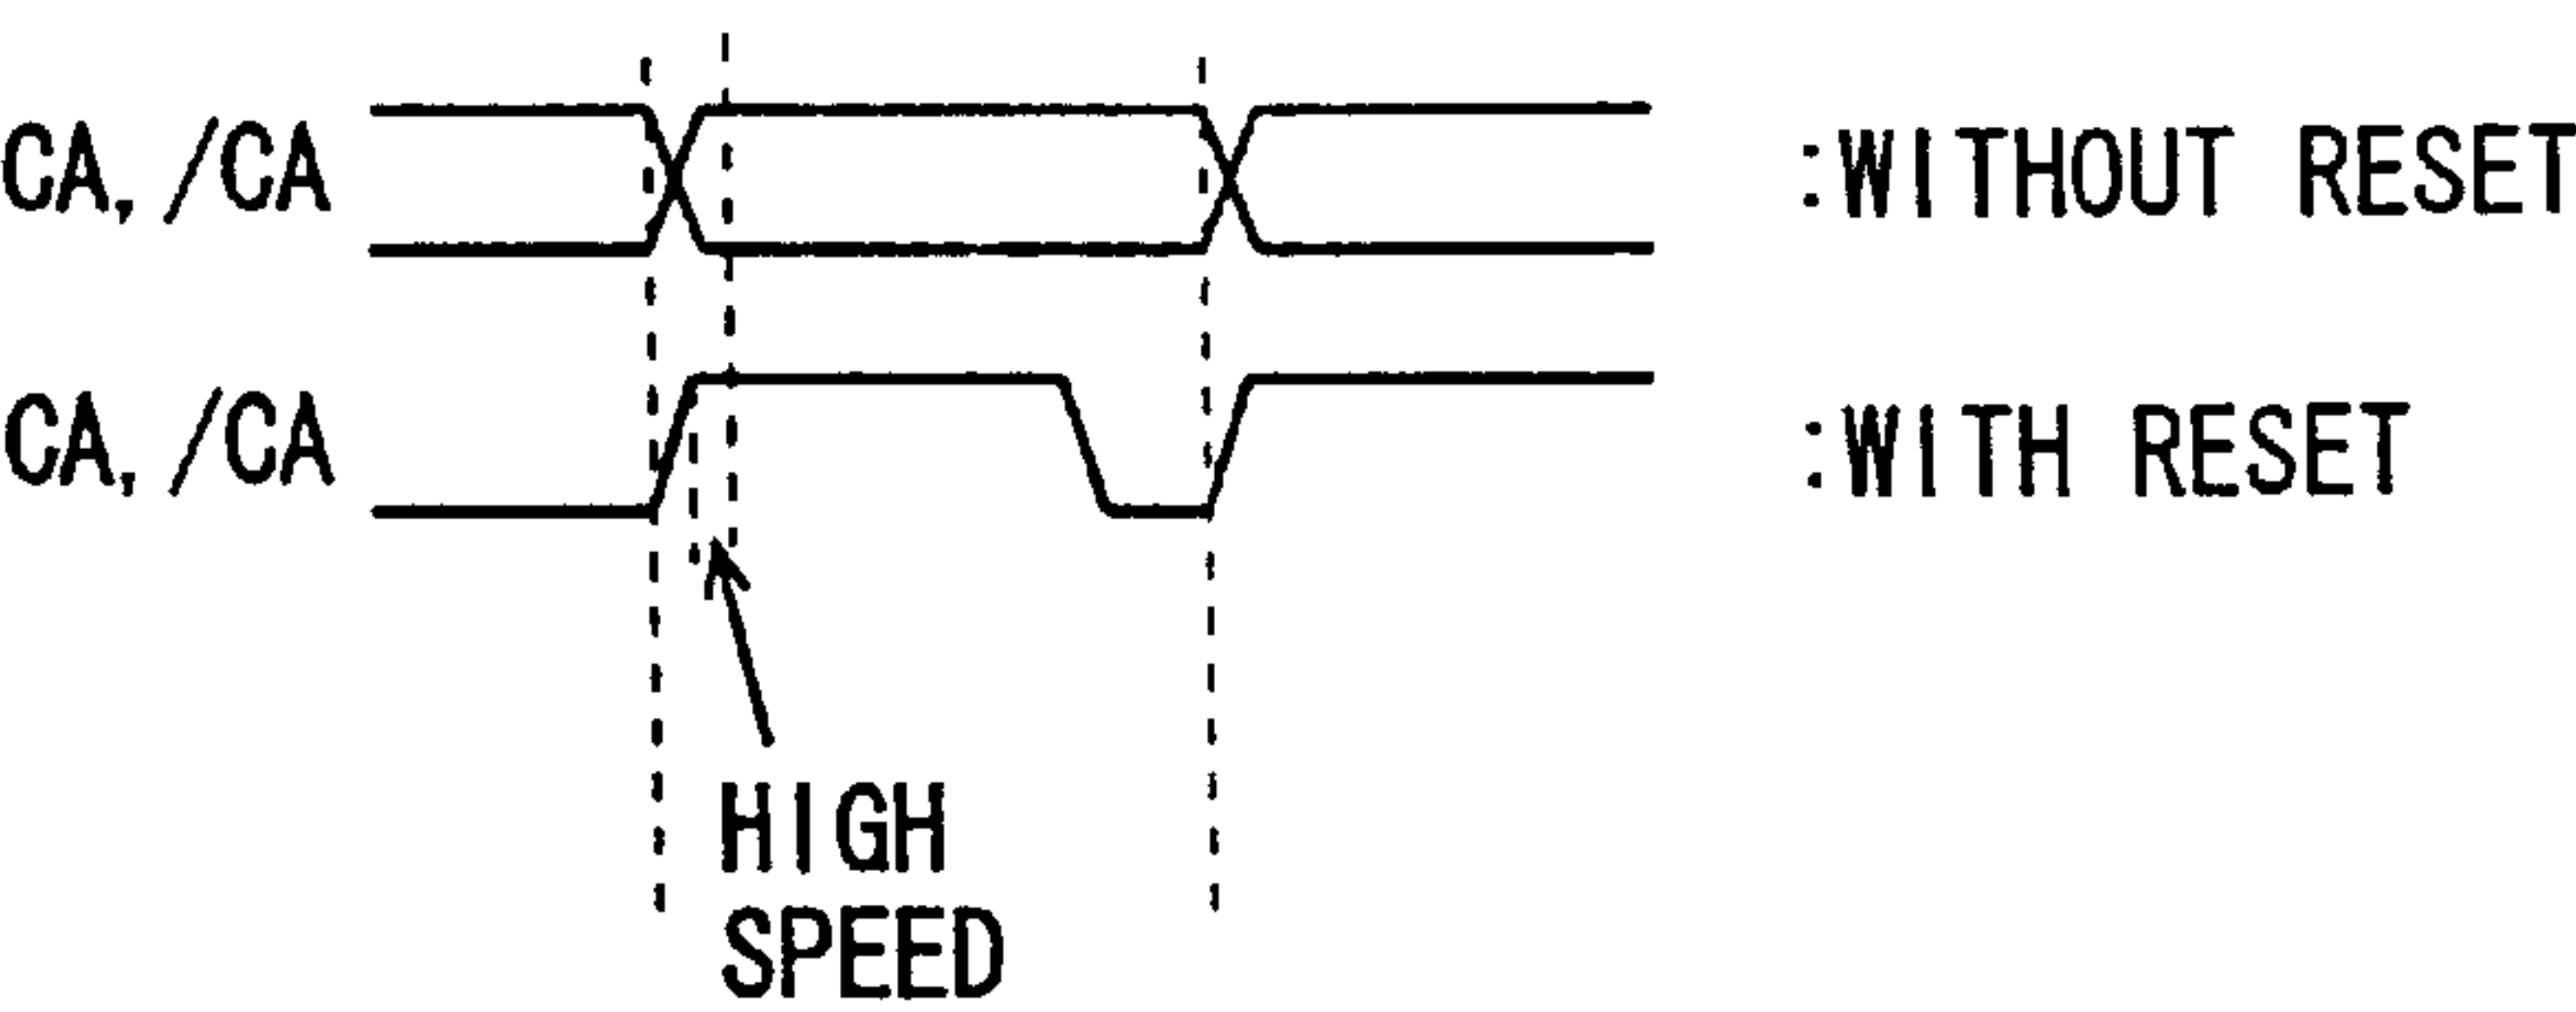 CA, /CA :WITHOUT RESET
CA, /CA :WITH RESET
HIGH
SPEED